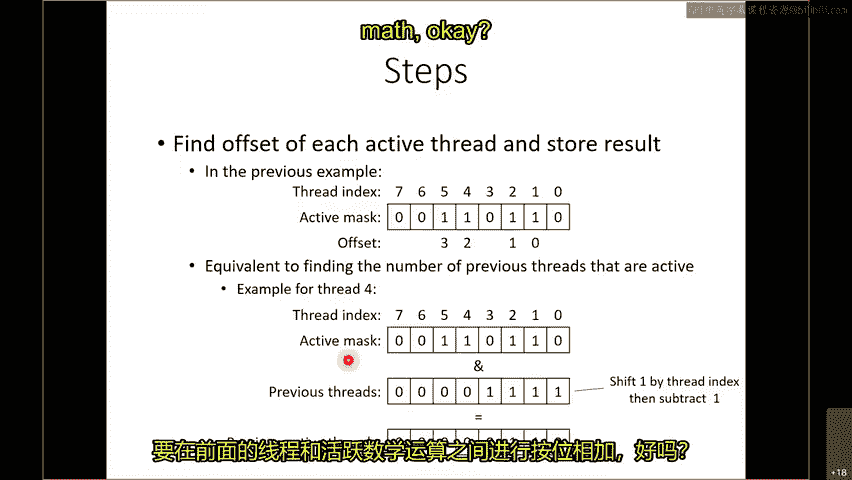 math, okay?
Steps
• Find offset of each active thread and store result
• In the previous example:
Thread index: 7 6 5 4 3 2 1 0
Active mask: 0 0 1 1 0 1 1 0
Offset: 3 2 1 0
• Equivalent to finding the number of previous threads that are active
• Example for thread 4:
Thread index: 7 6 5 4 3 2 1 0
Active mask: 0 0 1 1 0 1 1 0
&
Previous threads: 0 0 0 0 1 1 1 1
Shift 1 by thread index
then subtract 1
=
要在前面的线程和活跃数学运算之间进行按位相加，好吗？
+18